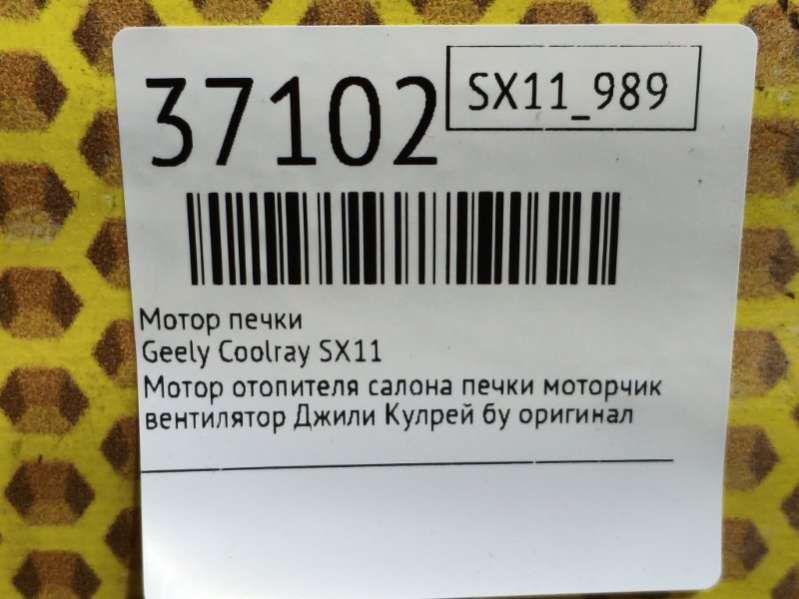 37102
SX11_989
Мотор печки
Geely Coolray SX11
Мотор отопителя салона печки моторчик
вентилятор Джили Кулрей бу оригинал